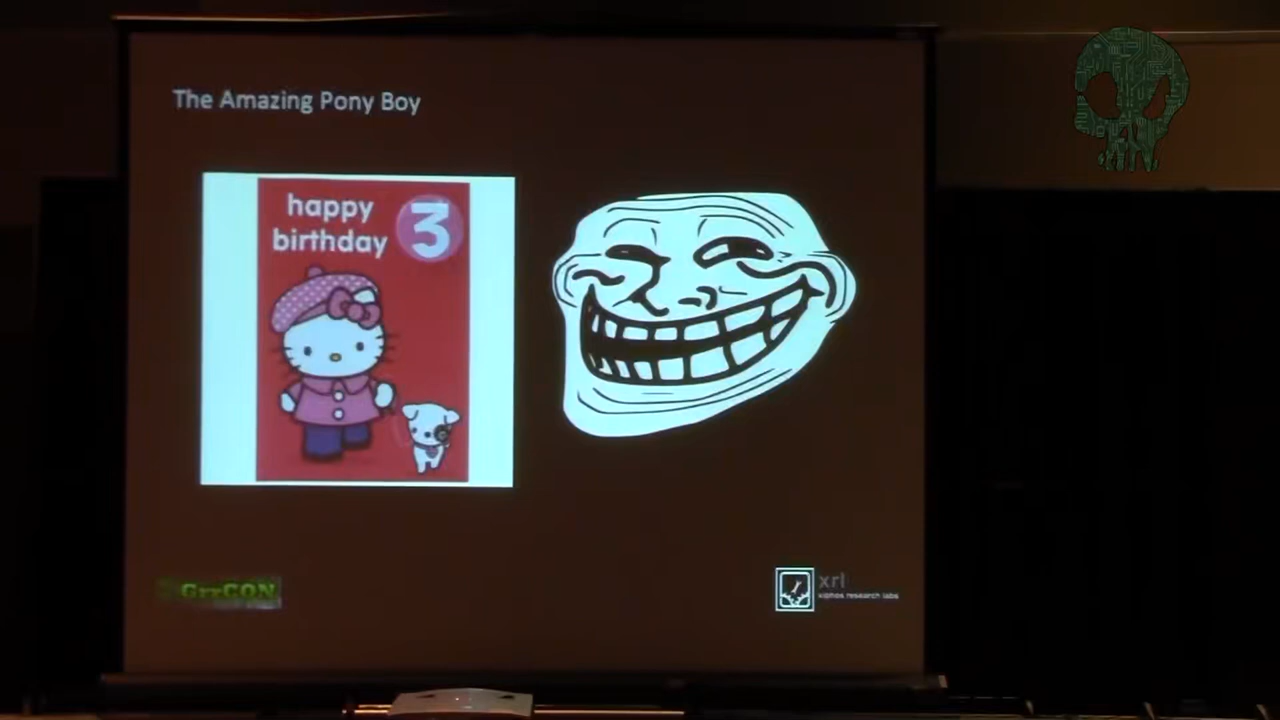 The Amazing Pony Boy
happy
birthday
3
GrrCON
xrl
xiphos research labs